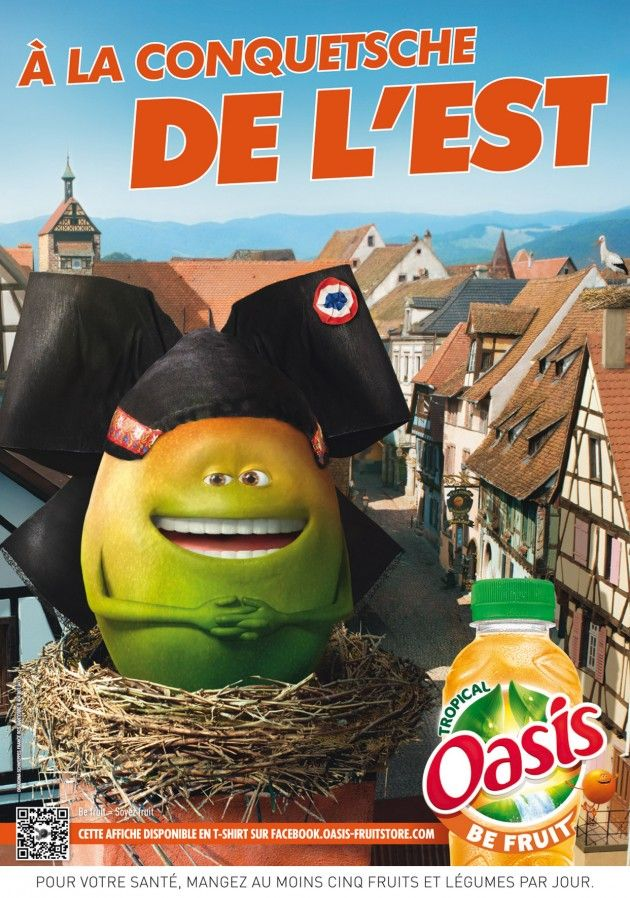 À LA CONQUETSCHE
DE L'EST
TROPICAL
Oasis
BE FRUIT
Be fruit = Soyez fruit
CETTE AFFICHE DISPONIBLE EN T-SHIRT SUR FACEBOOK.OASIS-FRUITSTORE.COM
POUR VOTRE SANTÉ, MANGEZ AU MOINS CINQ FRUITS ET LÉGUMES PAR JOUR.